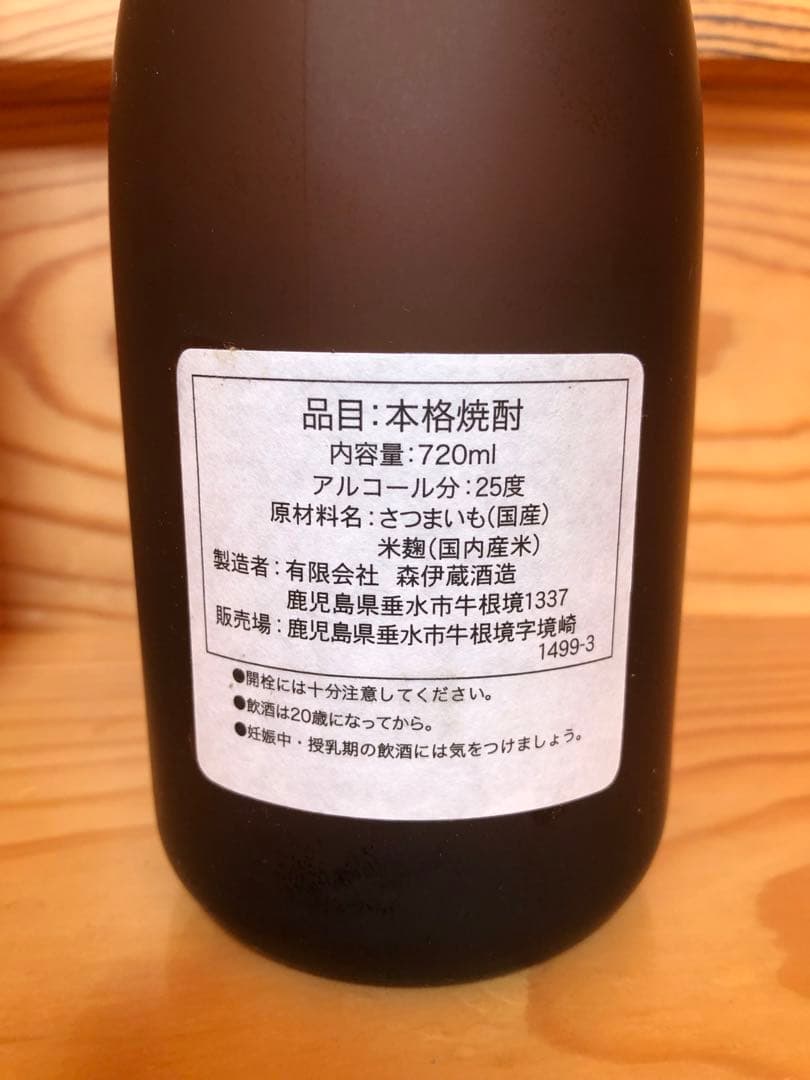 品目：本格焼酎
内容量：720ml
アルコール分：25度
原材料名：さつまいも(国産)
米麹(国内産米)
製造者：有限会社 森伊蔵酒造
鹿児島県垂水市牛根境1337
販売場：鹿児島県垂水市牛根境字境崎
1499-3
●開栓には十分注意してください。
●飲酒は20歳になってから。
●妊娠中・授乳期の飲酒には気をつけましょう。